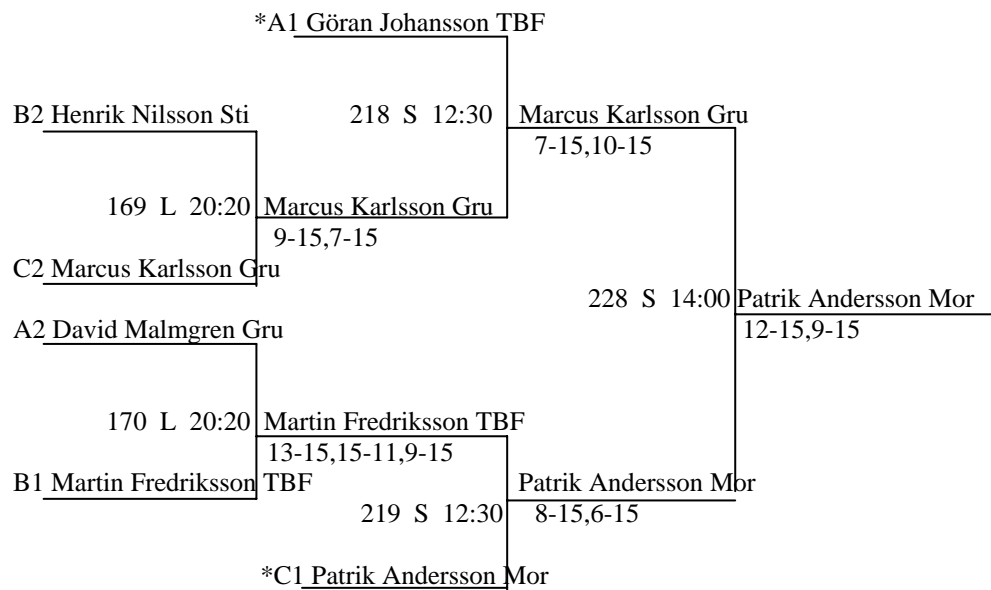 *A1 Göran Johansson TBF
B2 Henrik Nilsson Sti
218 S 12:30 Marcus Karlsson Gru
7-15,10-15
169 L 20:20 Marcus Karlsson Gru
9-15,7-15
C2 Marcus Karlsson Gru
228 S 14:00 Patrik Andersson Mor
12-15,9-15
A2 David Malmgren Gru
170 L 20:20 Martin Fredriksson TBF
13-15,15-11,9-15
B1 Martin Fredriksson TBF
Patrik Andersson Mor
219 S 12:30 8-15,6-15
*C1 Patrik Andersson Mor